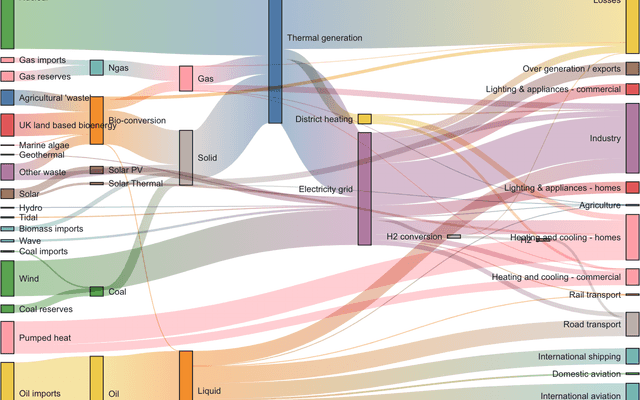 Losses
Thermal generation
Gas imports
Ngas
Over generation / exports
Gas reserves
Gas
Lighting & appliances - commercial
Agricultural 'waste'
Bio-conversion
District heating
UK land based bioenergy
Industry
Marine algae
Geothermal
Solid
Other waste
Solar PV
Solar Thermal
Electricity grid
Lighting & appliances - homes
Solar
Agriculture
Hydro
Tidal
Biomass imports
H2 conversion
Heating and cooling - homes
H2
Wave
Coal imports
Wind
Heating and cooling - commercial
Coal
Rail transport
Coal reserves
Road transport
Pumped heat
International shipping
Domestic aviation
Oil imports
Oil
Liquid
International aviation